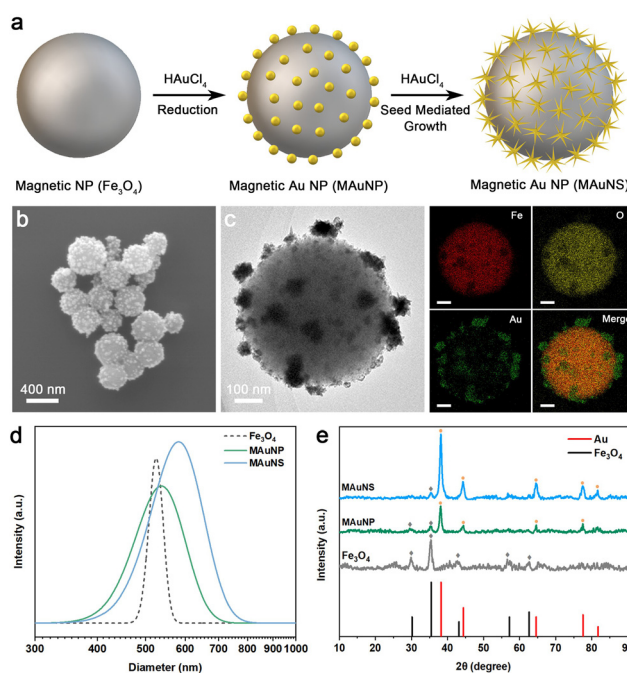 a
HAuCl4
Reduction
HAuCl4
Seed Mediated
Growth
Magnetic NP (Fe3O4)
Magnetic Au NP (MAuNP)
Magnetic Au NP (MAuNS)
b
400 nm
c
100 nm
Fe
O
Au
Merge
d
Fe3O4
MAuNP
MAuNS
Intensity (a.u.)
300
400
500
600
700
800
900
1000
Diameter (nm)
e
Au
Fe3O4
MAuNS
MAuNP
Fe3O4
Intensity (a.u.)
10
20
30
40
50
60
70
80
90
2θ (degree)